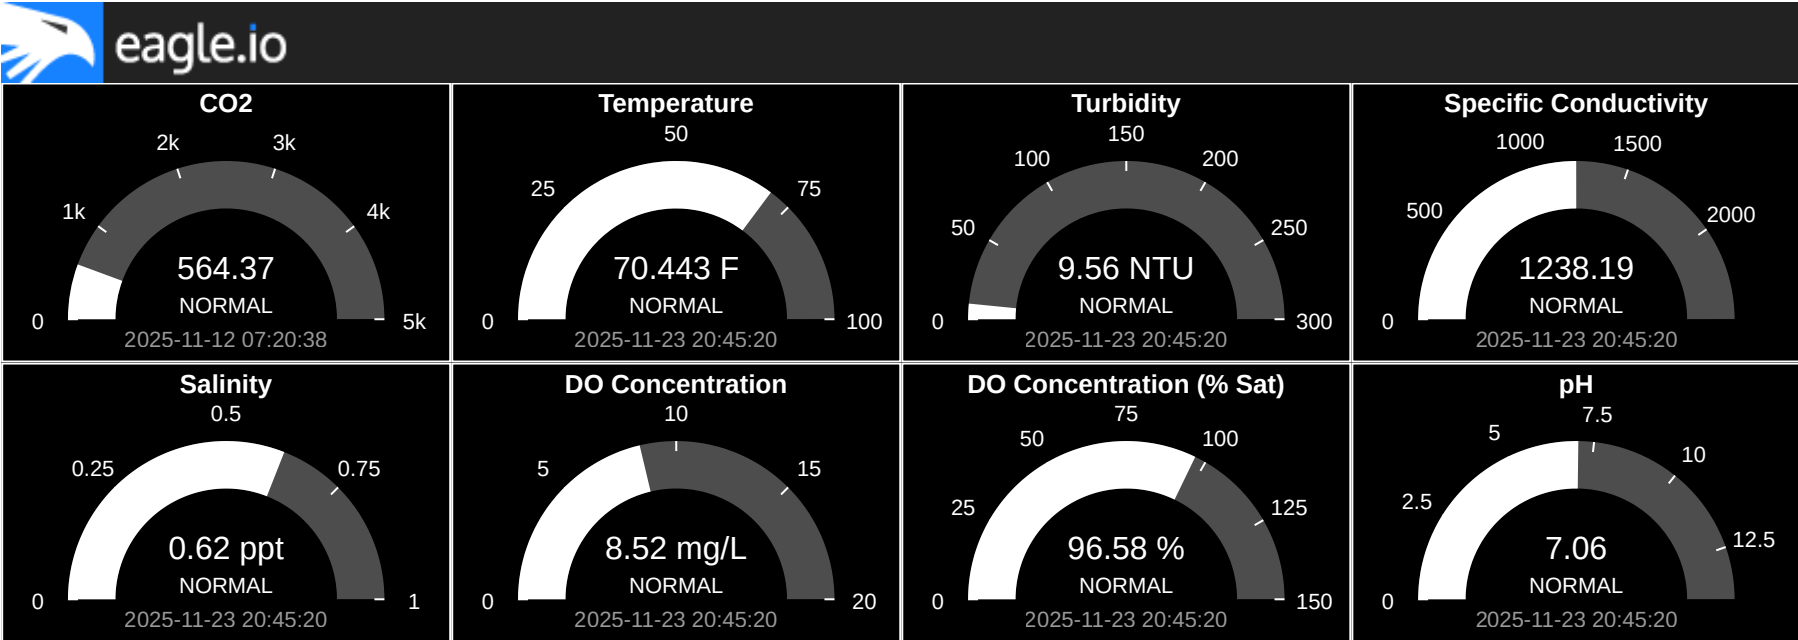 eagle.io
CO2
2k 3k
1k 4k
564.37
NORMAL
0 5k
2025-11-12 07:20:38
Temperature
50
25 75
70.443 F
NORMAL
0 100
2025-11-23 20:45:20
Turbidity
150
100 200
50 250
9.56 NTU
NORMAL
0 300
2025-11-23 20:45:20
Specific Conductivity
1000 1500
500 2000
1238.19
NORMAL
0
2025-11-23 20:45:20
Salinity
0.5
0.25 0.75
0.62 ppt
NORMAL
0 1
2025-11-23 20:45:20
DO Concentration
10
5 15
8.52 mg/L
NORMAL
0 20
2025-11-23 20:45:20
DO Concentration (% Sat)
75
50 100
25 125
96.58 %
NORMAL
0 150
2025-11-23 20:45:20
pH
7.5
5 10
2.5 12.5
7.06
NORMAL
0
2025-11-23 20:45:20